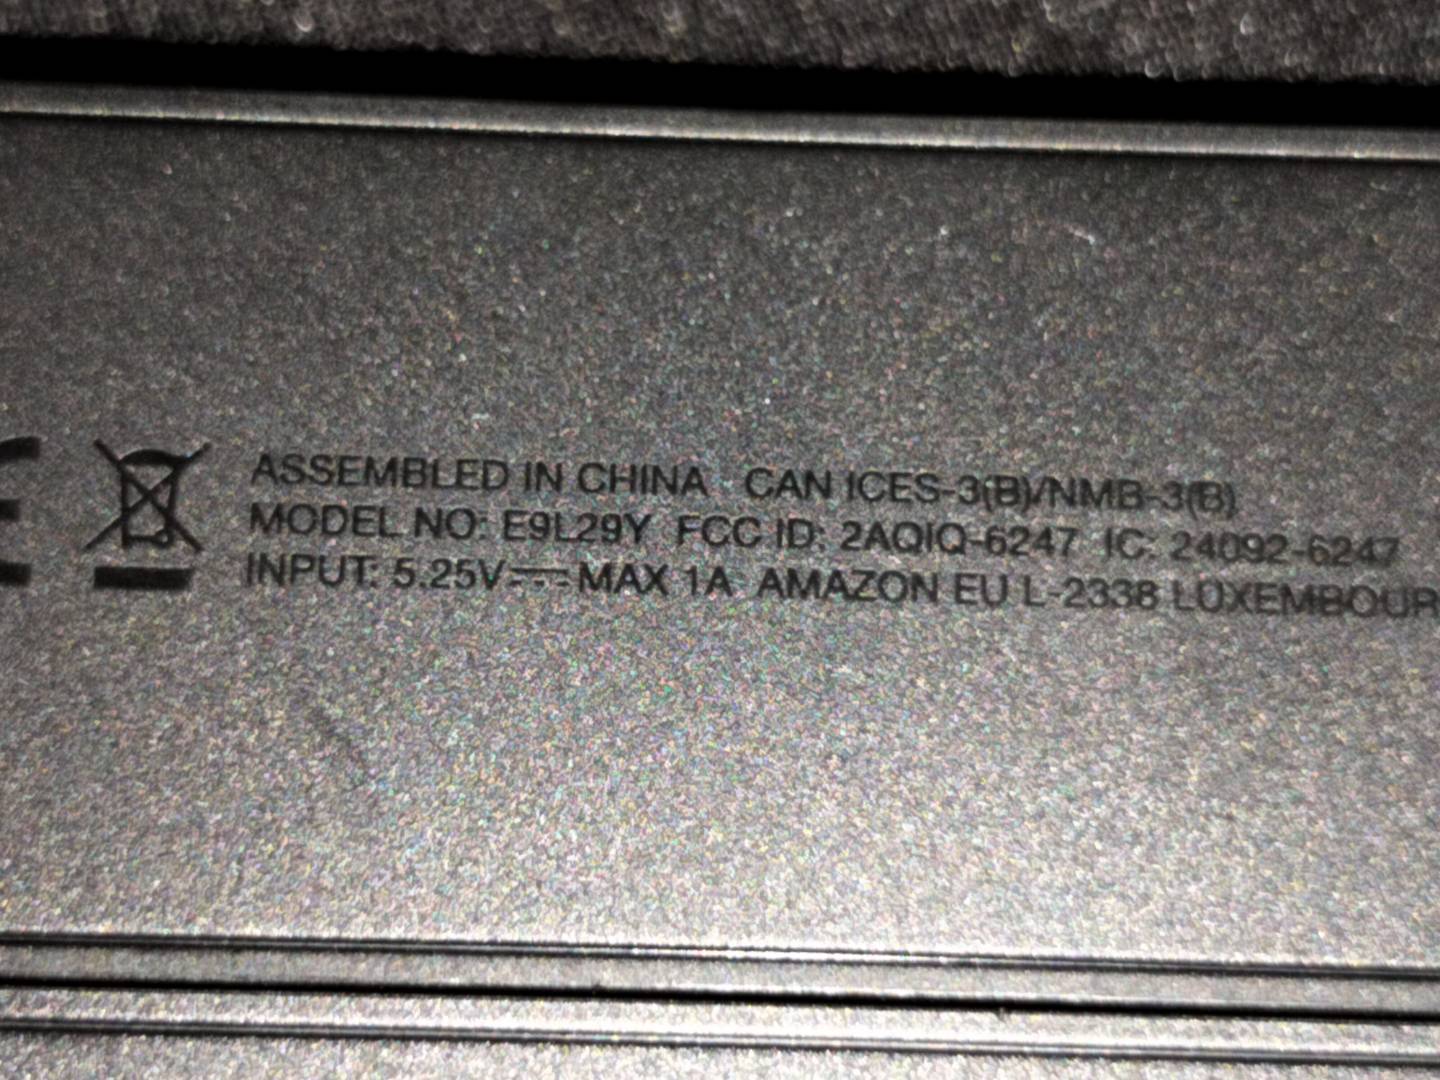 ASSEMBLED IN CHINA CAN ICES-3(B)/NMB-3(B)
MODEL NO: E9L29Y FCC ID: 2AQIQ-6247 IC: 24092-6247
INPUT: 5.25V⎓MAX 1A AMAZON EU L-2338 LUXEMBOUR